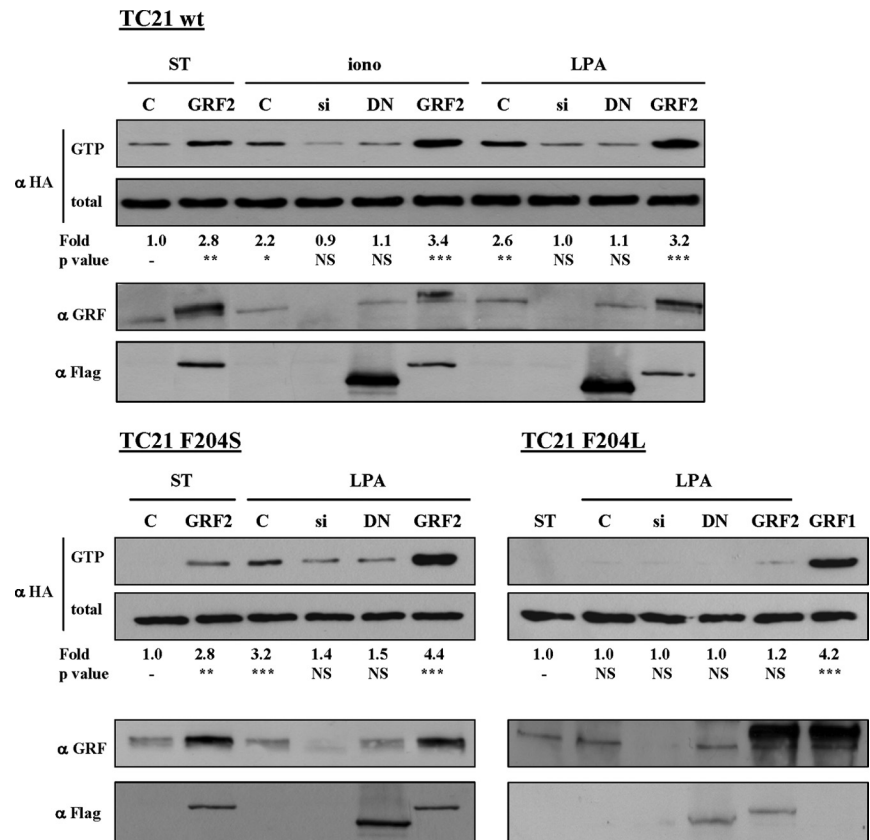 TC21 wt
ST iono LPA
C GRF2 C si DN GRF2 C si DN GRF2
GTP
α HA
total
Fold 1.0 2.8 2.2 0.9 1.1 3.4 2.6 1.0 1.1 3.2
p value - ** * NS NS *** ** NS NS ***
α GRF
α Flag
TC21 F204S TC21 F204L
ST LPA LPA
C GRF2 C si DN GRF2 ST C si DN GRF2 GRF1
GTP
α HA
total
Fold 1.0 2.8 3.2 1.4 1.5 4.4 1.0 1.0 1.0 1.0 1.2 4.2
p value - ** *** NS NS *** - NS NS NS NS ***
α GRF
α Flag